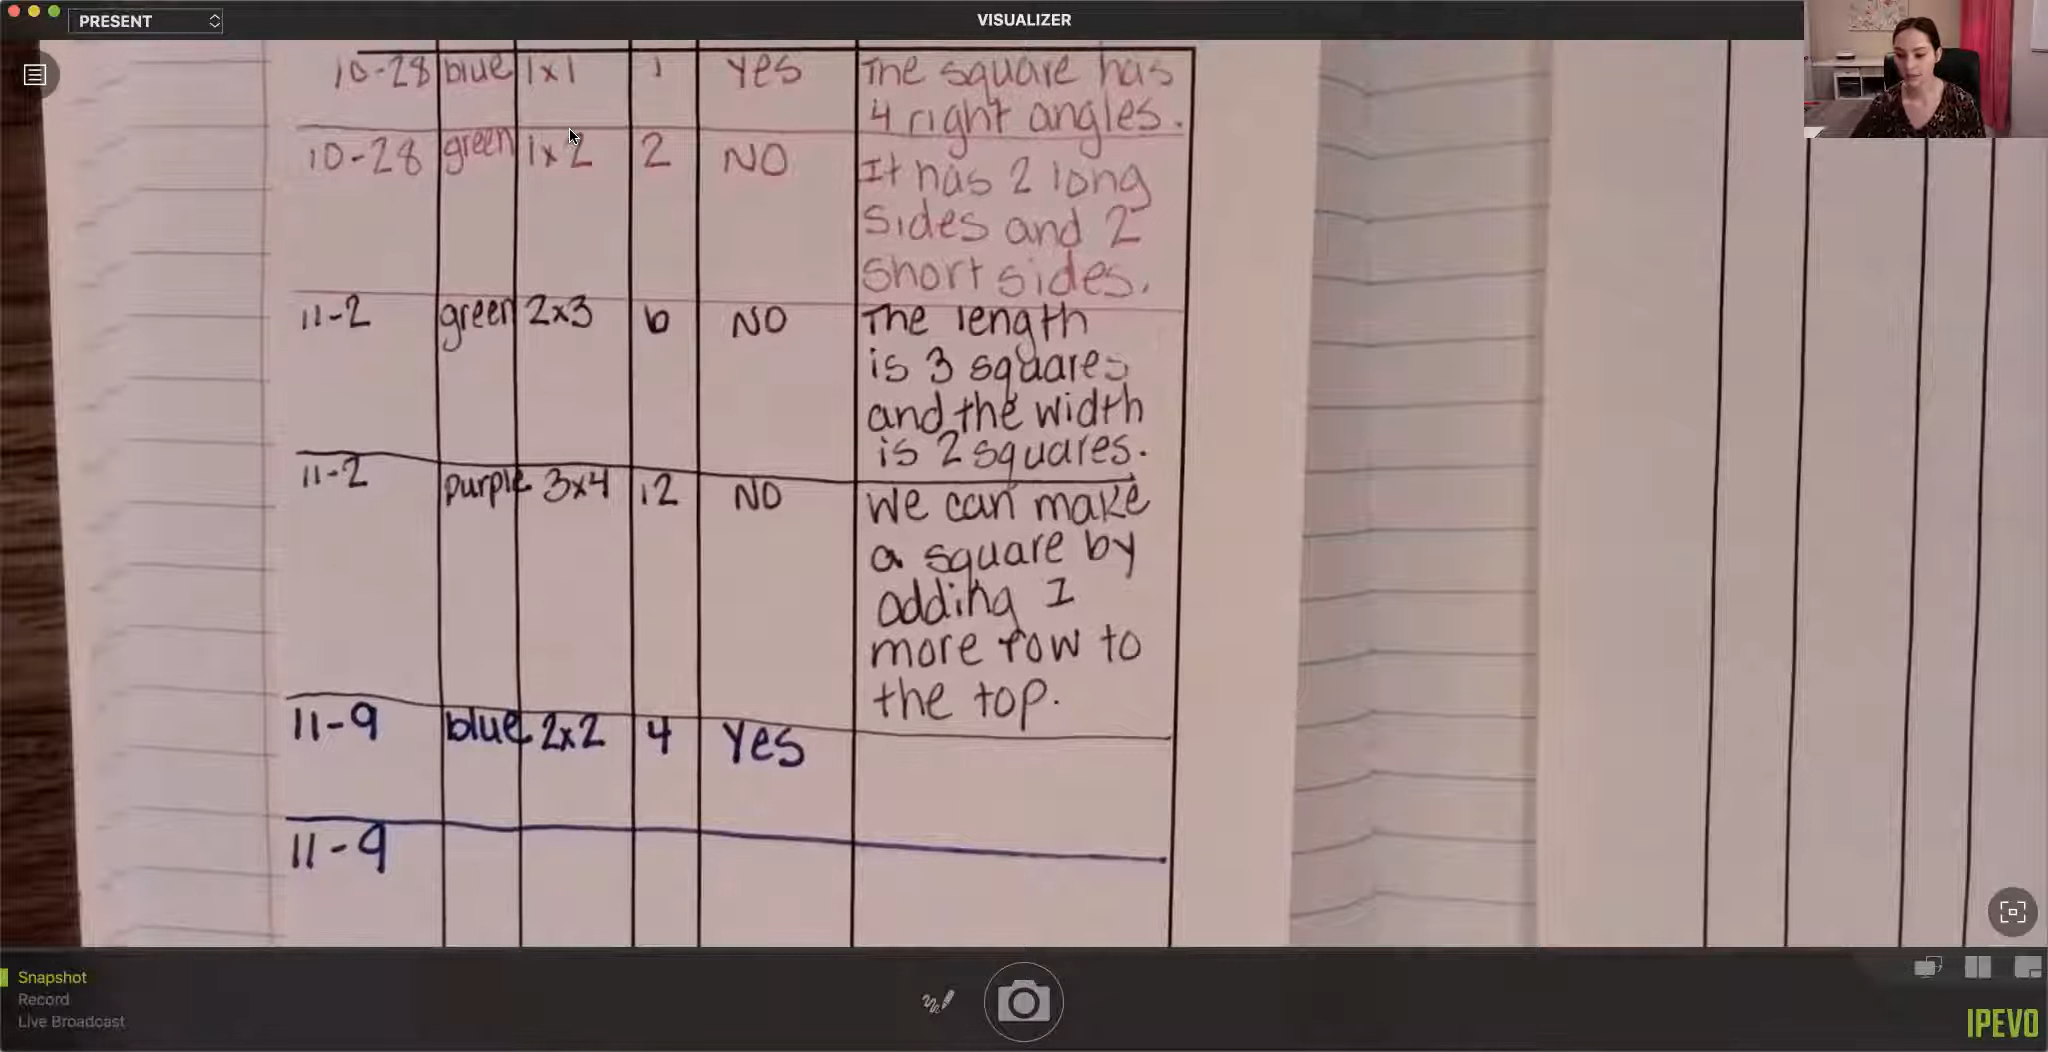 PRESENT
VISUALIZER
10-28 blue 1x1 1 Yes The square has
4 right angles.
10-28 green 1x2 2 NO It has 2 long
sides and 2
short sides.
11-2 green 2x3 6 NO The length
is 3 squares
and the width
is 2 squares.
11-2 purple 3x4 12 NO We can make
a square by
adding 1
more row to
the top.
11-9 blue 2x2 4 Yes
11-9
Snapshot
Record
Live Broadcast
IPEVO